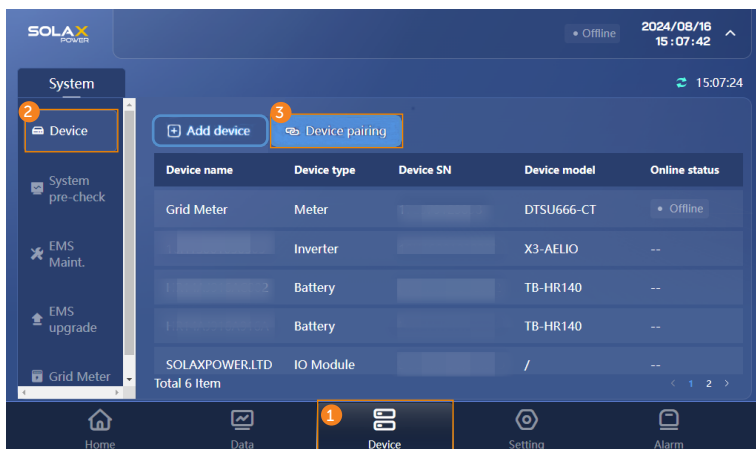 SOLAX
POWER
• Offline
2024/08/16
15:07:42
System
15:07:24
2
Device
3
Add device
Device pairing
System
pre-check
EMS
Maint.
EMS
upgrade
Grid Meter
Device name Device type Device SN Device model Online status
Grid Meter Meter DTSU666-CT • Offline
Inverter X3-AELIO --
Battery TB-HR140 --
Battery TB-HR140 --
SOLAXPOWER.LTD IO Module / --
Total 6 Item
< 1 2 >
1
Home Data Device Setting Alarm